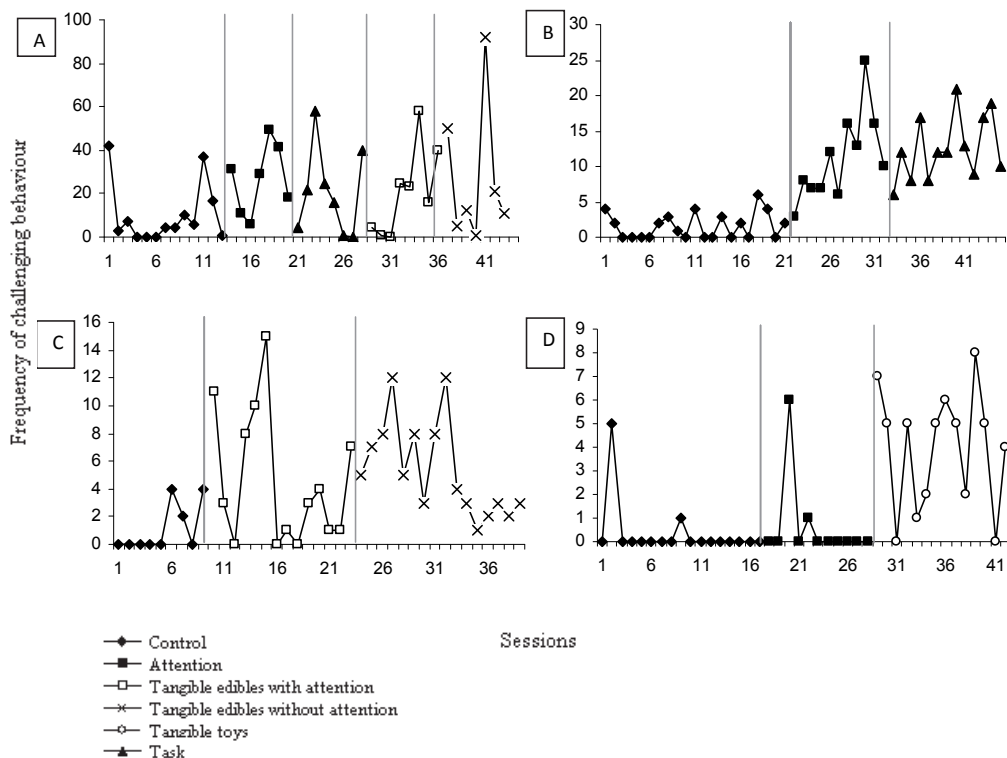 Frequency of challenging behaviour
A
100
80
60
40
20
0
1 6 11 16 21 26 31 36 41
B
30
25
20
15
10
5
0
1 6 11 16 21 26 31 41
C
16
14
12
10
8
6
4
2
0
1 6 11 16 21 26 31 36
D
9
8
7
6
5
4
3
2
1
0
1 6 11 16 21 26 31 36 41
Sessions
Control
Attention
Tangible edibles with attention
Tangible edibles without attention
Tangible toys
Task